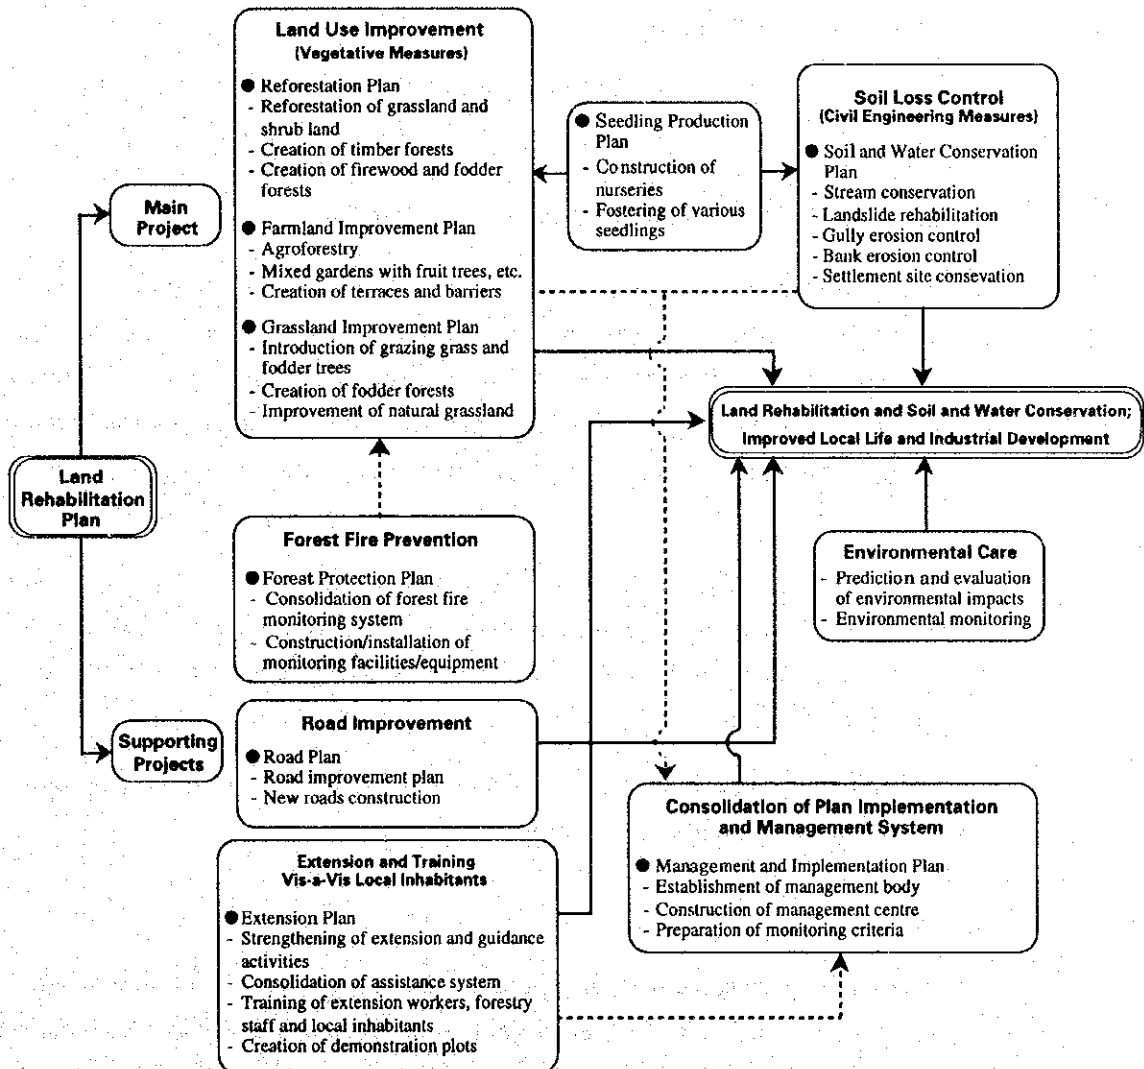 Land Use Improvement
(Vegetative Measures)
● Reforestation Plan
- Reforestation of grassland and
shrub land
- Creation of timber forests
- Creation of firewood and fodder
forests
● Farmland Improvement Plan
- Agroforestry
- Mixed gardens with fruit trees, etc.
- Creation of terraces and barriers
● Grassland Improvement Plan
- Introduction of grazing grass and
fodder trees
- Creation of fodder forests
- Improvement of natural grassland
● Seedling Production
Plan
- Construction of
nurseries
- Fostering of various
seedlings
Soil Loss Control
(Civil Engineering Measures)
● Soil and Water Conservation
Plan
- Stream conservation
- Landslide rehabilitation
- Gully erosion control
- Bank erosion control
- Settlement site consevation
Main
Project
Land Rehabilitation and Soil and Water Conservation;
Improved Local Life and Industrial Development
Land
Rehabilitation
Plan
Forest Fire Prevention
● Forest Protection Plan
- Consolidation of forest fire
monitoring system
- Construction/installation of
monitoring facilities/equipment
Environmental Care
- Prediction and evaluation
of environmental impacts
- Environmental monitoring
Supporting
Projects
Road Improvement
● Road Plan
- Road improvement plan
- New roads construction
Consolidation of Plan Implementation
and Management System
● Management and Implementation Plan
- Establishment of management body
- Construction of management centre
- Preparation of monitoring criteria
Extension and Training
Vis-a-Vis Local Inhabitants
● Extension Plan
- Strengthening of extension and guidance
activities
- Consolidation of assistance system
- Training of extension workers, forestry
staff and local inhabitants
- Creation of demonstration plots